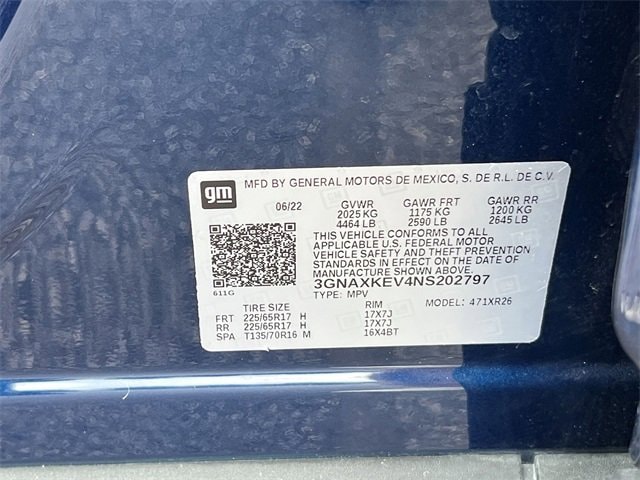 gm MFD BY GENERAL MOTORS DE MEXICO, S. DE R.L. DE C.V.
06/22 GVWR GAWR FRT GAWR RR
2025 KG 1175 KG 1200 KG
4464 LB 2590 LB 2645 LB
THIS VEHICLE CONFORMS TO ALL
APPLICABLE U.S. FEDERAL MOTOR
VEHICLE SAFETY AND THEFT PREVENTION
STANDARDS IN EFFECT ON THE DATE OF
MANUFACTURE SHOWN ABOVE.
3GNAXKEV4NS202797
611G TYPE: MPV
MODEL: 471XR26
TIRE SIZE RIM
FRT 225/65R17 H 17X7J
RR 225/65R17 H 17X7J
SPA T135/70R16 M 16X4BT